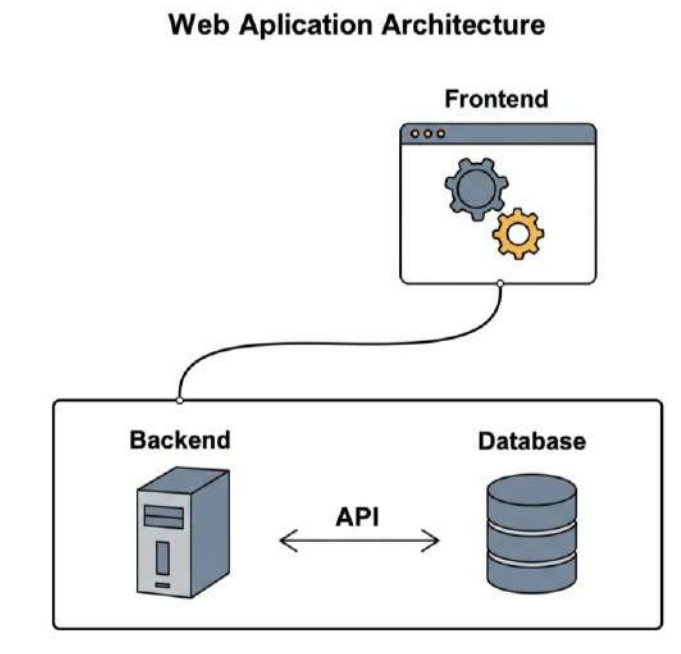 Web Aplication Architecture
Frontend
Backend
Database
API